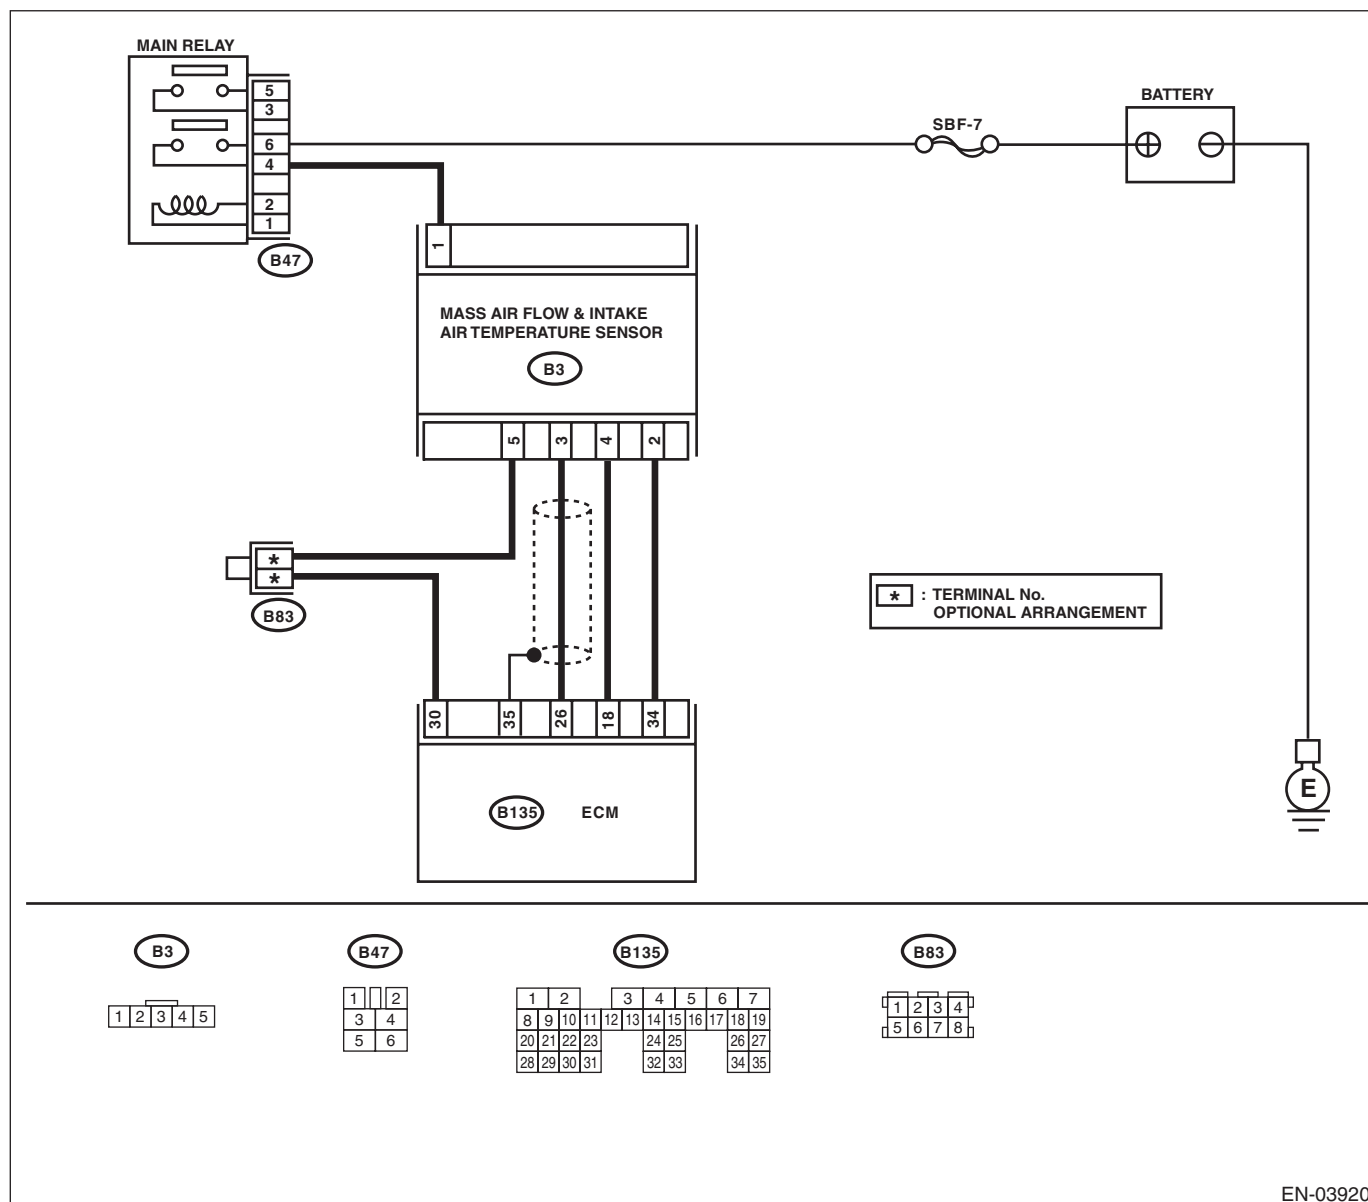 MAIN RELAY
5
3
6
4
2
1
B47
SBF-7
BATTERY
1
MASS AIR FLOW & INTAKE
AIR TEMPERATURE SENSOR
B3
5 3 4 2
*
*
B83
* : TERMINAL No.
OPTIONAL ARRANGEMENT
30 35 26 18 34
B135 ECM
E
B3 B47 B135 B83
1 2 3 4 5
1 2
3 4
5 6
1 2 3 4 5 6 7
8 9 10 11 12 13 14 15 16 17 18 19
20 21 22 23 24 25 26 27
28 29 30 31 32 33 34 35
1 2 3 4
5 6 7 8
EN-03920